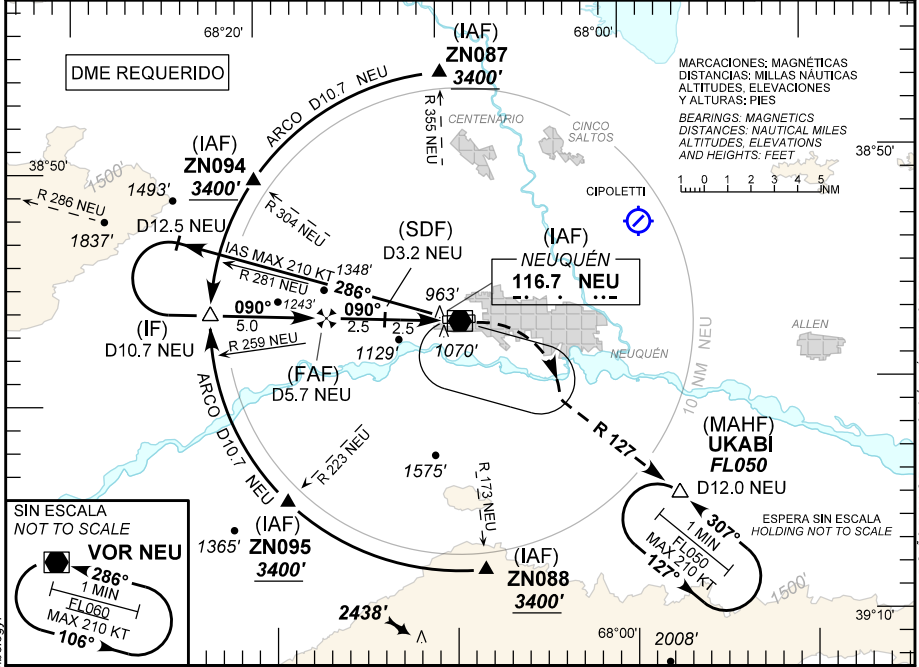 68°20'
68°00'
DME REQUERIDO
(IAF)
ZN087
3400'
MARCACIONES: MAGNÉTICAS
DISTANCIAS: MILLAS NÁUTICAS
ALTITUDES, ELEVACIONES
Y ALTURAS: PIES
BEARINGS: MAGNETICS
DISTANCES: NAUTICAL MILES
ALTITUDES, ELEVATIONS
AND HEIGHTS: FEET
1 0 1 2 3 4 5 NM
ARCO D10.7 NEU
R 355 NEU
CENTENARIO
CINCO
SALTOS
38°50'
38°50'
1500'
(IAF)
ZN094
3400'
1493'
R 286 NEU
1837'
D12.5 NEU
R 304 NEU
CIPOLETTI
(SDF)
D3.2 NEU
(IAF)
NEUQUÉN
116.7 NEU
IAS MAX 210 KT
1348'
R 281 NEU
286°
963'
090°
1243'
090°
5.0
2.5
2.5
(IF)
D10.7 NEU
R 259 NEU
1129'
1070'
NEUQUÉN
ALLEN
(FAF)
D5.7 NEU
10 NM NEU
ARCO D10.7 NEU
R 127
(MAHF)
UKABI
FL050
D12.0 NEU
R 223 NEU
1575'
R 173 NEU
307°
1 MIN
FL050
MAX 210 KT
127°
ESPERA SIN ESCALA
HOLDING NOT TO SCALE
SIN ESCALA
NOT TO SCALE
VOR NEU
286°
1 MIN
FL060
MAX 210 KT
106°
1365'
(IAF)
ZN095
3400'
(IAF)
ZN088
3400'
1500'
39°10'
2438'
68°00'
2008'